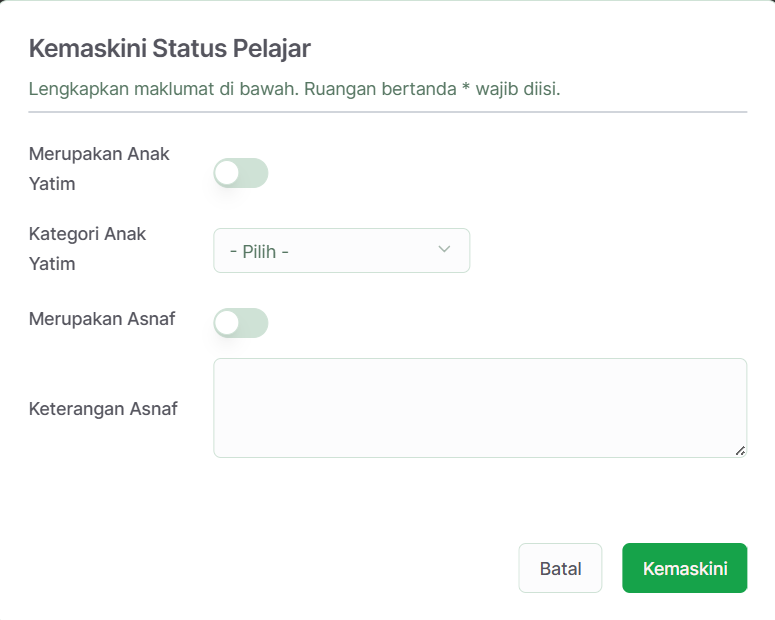 Kemaskini Status Pelajar
Lengkapkan maklumat di bawah. Ruangan bertanda * wajib diisi.
Merupakan Anak
Yatim
Kategori Anak
Yatim
- Pilih -
Merupakan Asnaf
Keterangan Asnaf
Batal
Kemaskini